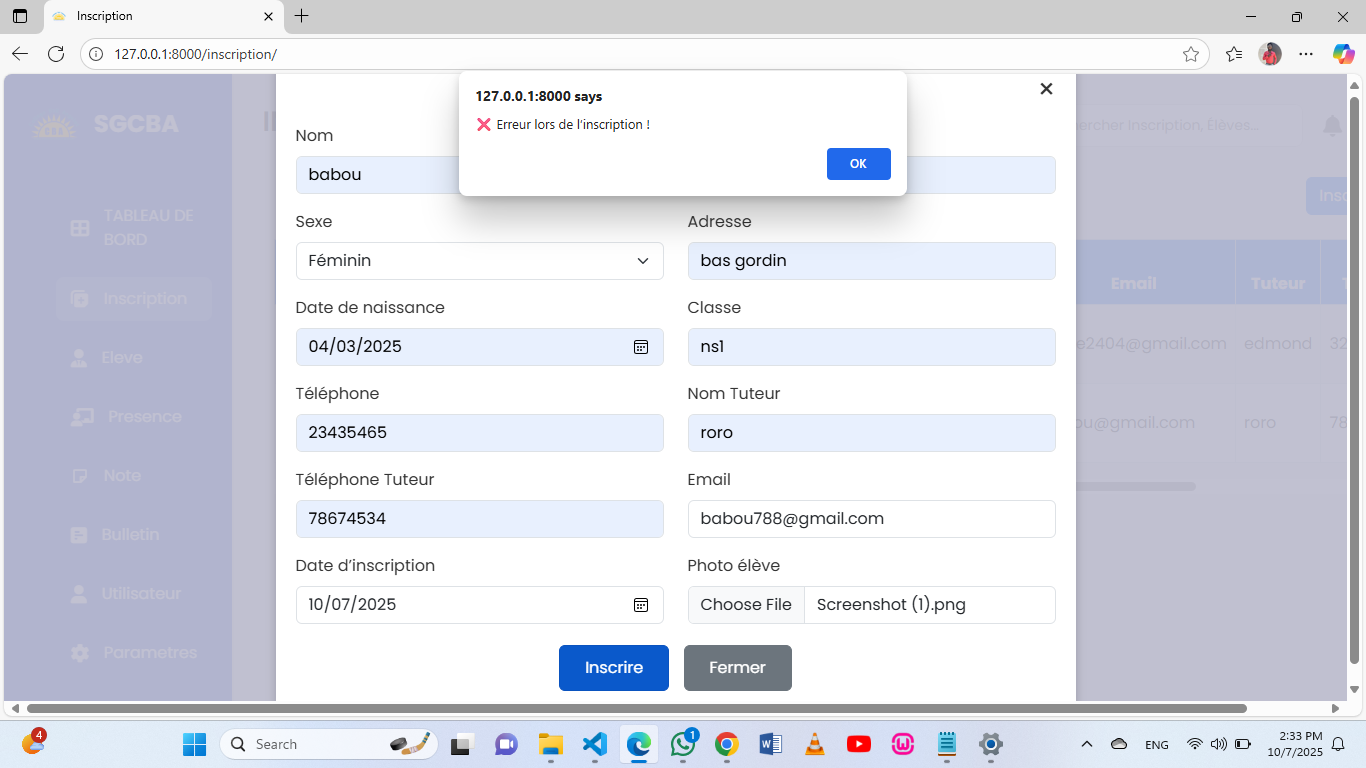 Inscription
127.0.0.1:8000/inscription/
127.0.0.1:8000 says
❌ Erreur lors de l'inscription !
OK
SGCBA
TABLEAU DE
BORD
Inscription
Eleve
Presence
Note
Bulletin
Utilisateur
Parametres
Nom
babou
Sexe
Adresse
Féminin
bas gordin
Date de naissance
Classe
04/03/2025
ns1
Téléphone
Nom Tuteur
23435465
roro
Téléphone Tuteur
Email
78674534
babou788@gmail.com
Date d’inscription
Photo élève
10/07/2025
Choose File
Screenshot (1).png
Inscrire
Fermer
Inscription, Eleves...
Email
Tuteur
e2404@gmail.com
edmond
32
ou@gmail.com
roro
78
4
Search
1
ENG
2:33 PM
10/7/2025